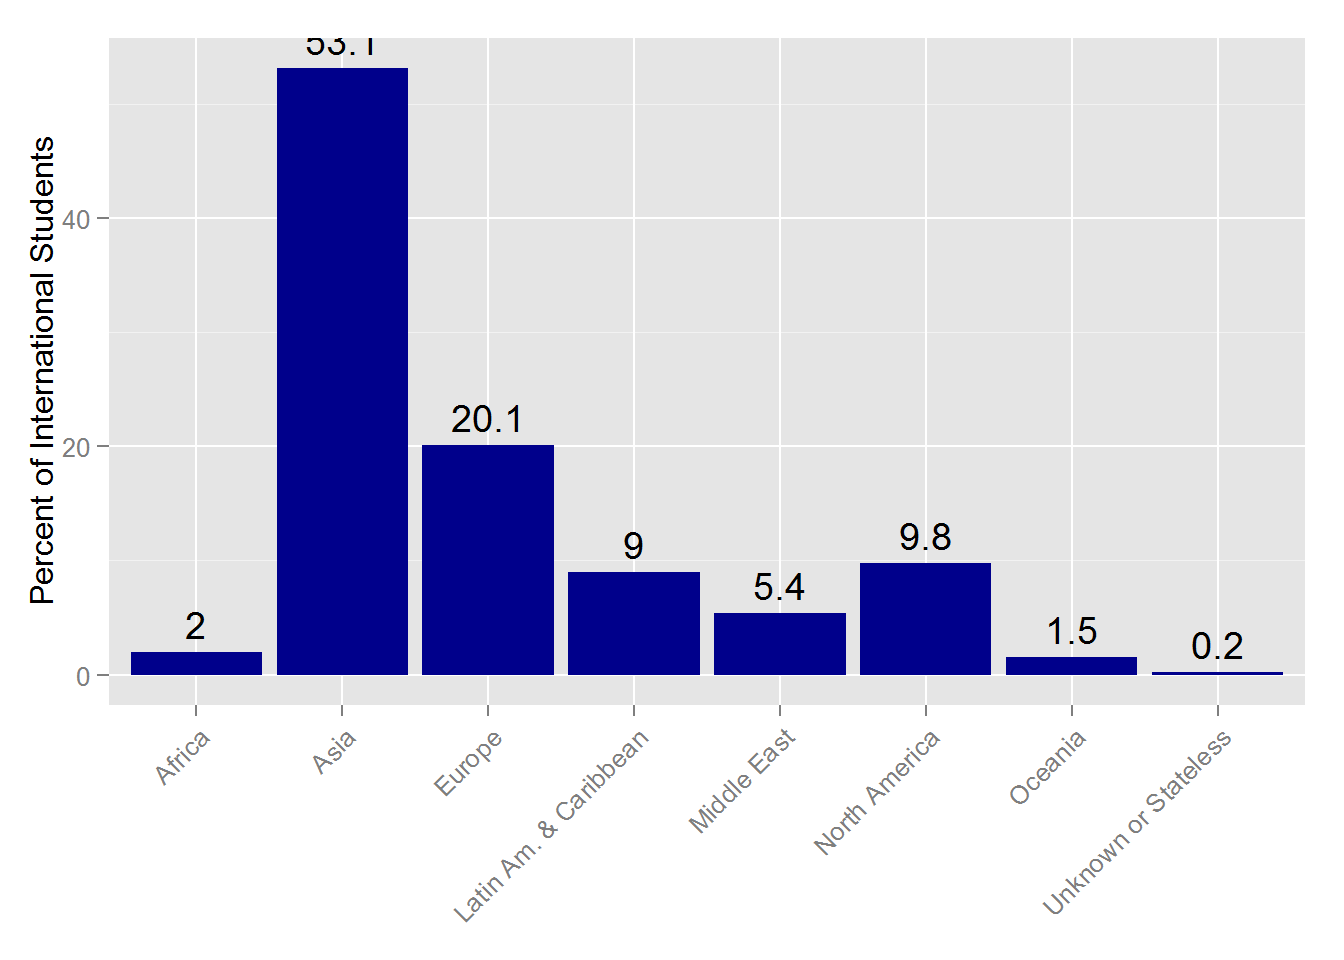 Percent of International Students
40
20
0
2
53.1
20.1
9
5.4
9.8
1.5
0.2
Africa
Asia
Europe
Latin Am. & Caribbean
Middle East
North America
Oceania
Unknown or Stateless